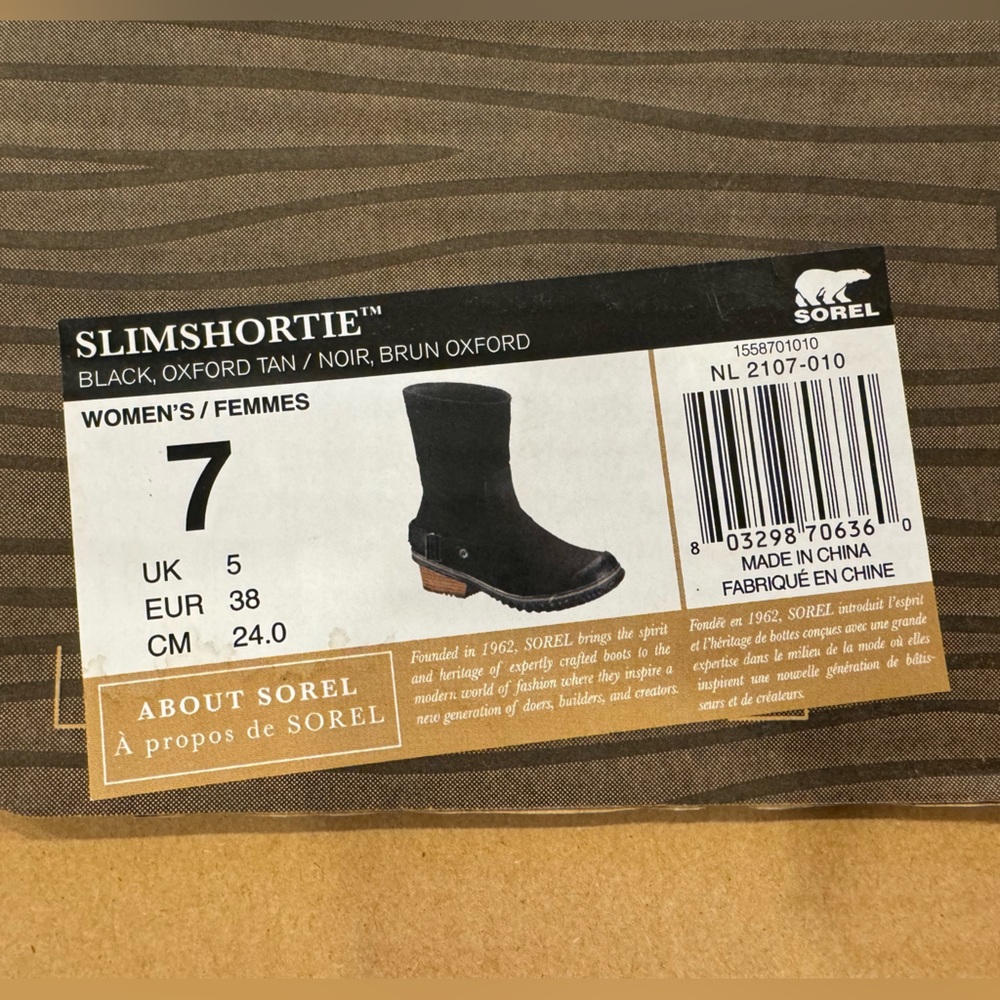 SLIMSHORTIE™
BLACK, OXFORD TAN / NOIR, BRUN OXFORD
SOREL
WOMEN'S / FEMMES
7
UK 5
EUR 38
CM 24.0
1558701010
NL 2107-010
8 03298 70636 0
MADE IN CHINA
FABRIQUÉ EN CHINE
ABOUT SOREL
À propos de SOREL
Founded in 1962, SOREL brings the spirit
and heritage of expertly crafted boots to the
modern world of fashion where they inspire a
new generation of doers, builders, and creators.
Fondée en 1962, SOREL introduit l'esprit
et l'héritage de bottes conçues avec une grande
expertise dans le milieu de la mode où elles
inspirent une nouvelle génération de bâtis-
seurs et de créateurs.